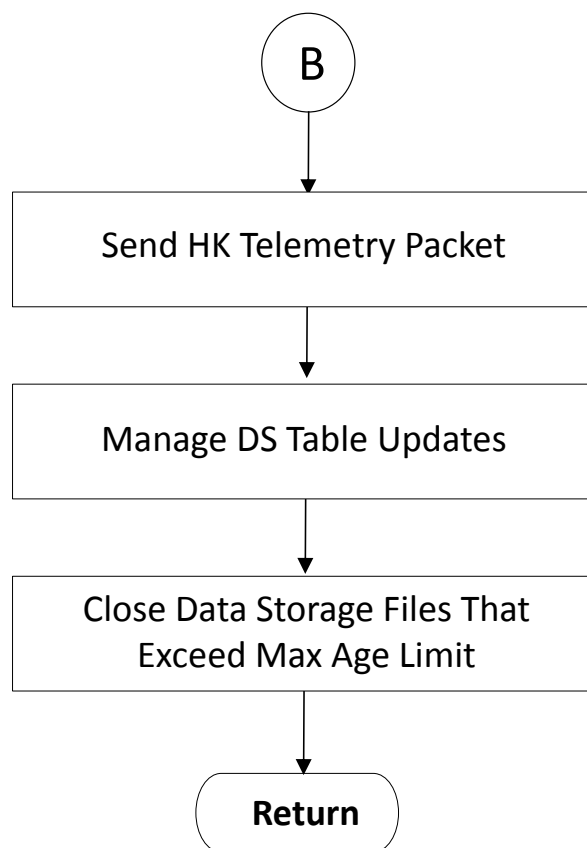 B
Send HK Telemetry Packet
Manage DS Table Updates
Close Data Storage Files That
Exceed Max Age Limit
Return